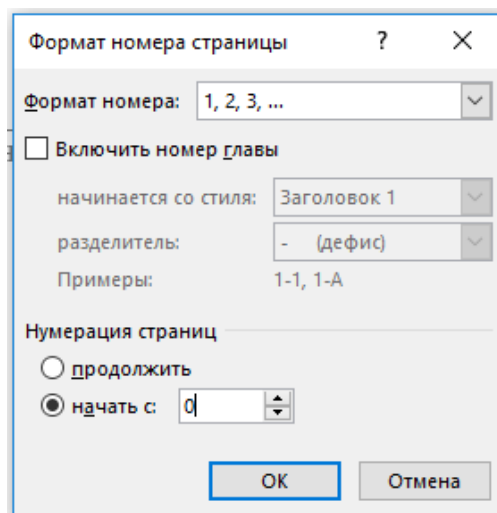 Формат номера страницы ? ×
Формат номера: 1, 2, 3, ...
Включить номер главы
начинается со стиля: Заголовок 1
разделитель: - (дефис)
Примеры: 1-1, 1-A
Нумерация страниц
продолжить
начать с: 0
ОК Отмена